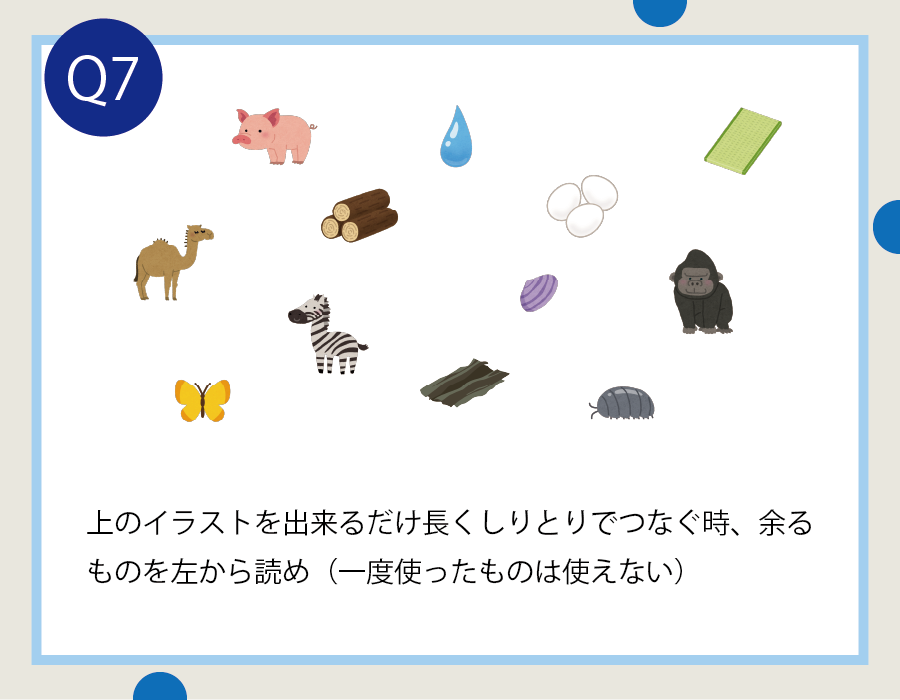 Q7
上のイラストを出来るだけ長くしりとりでつなぐ時、余る
ものを左から読め（一度使ったものは使えない）